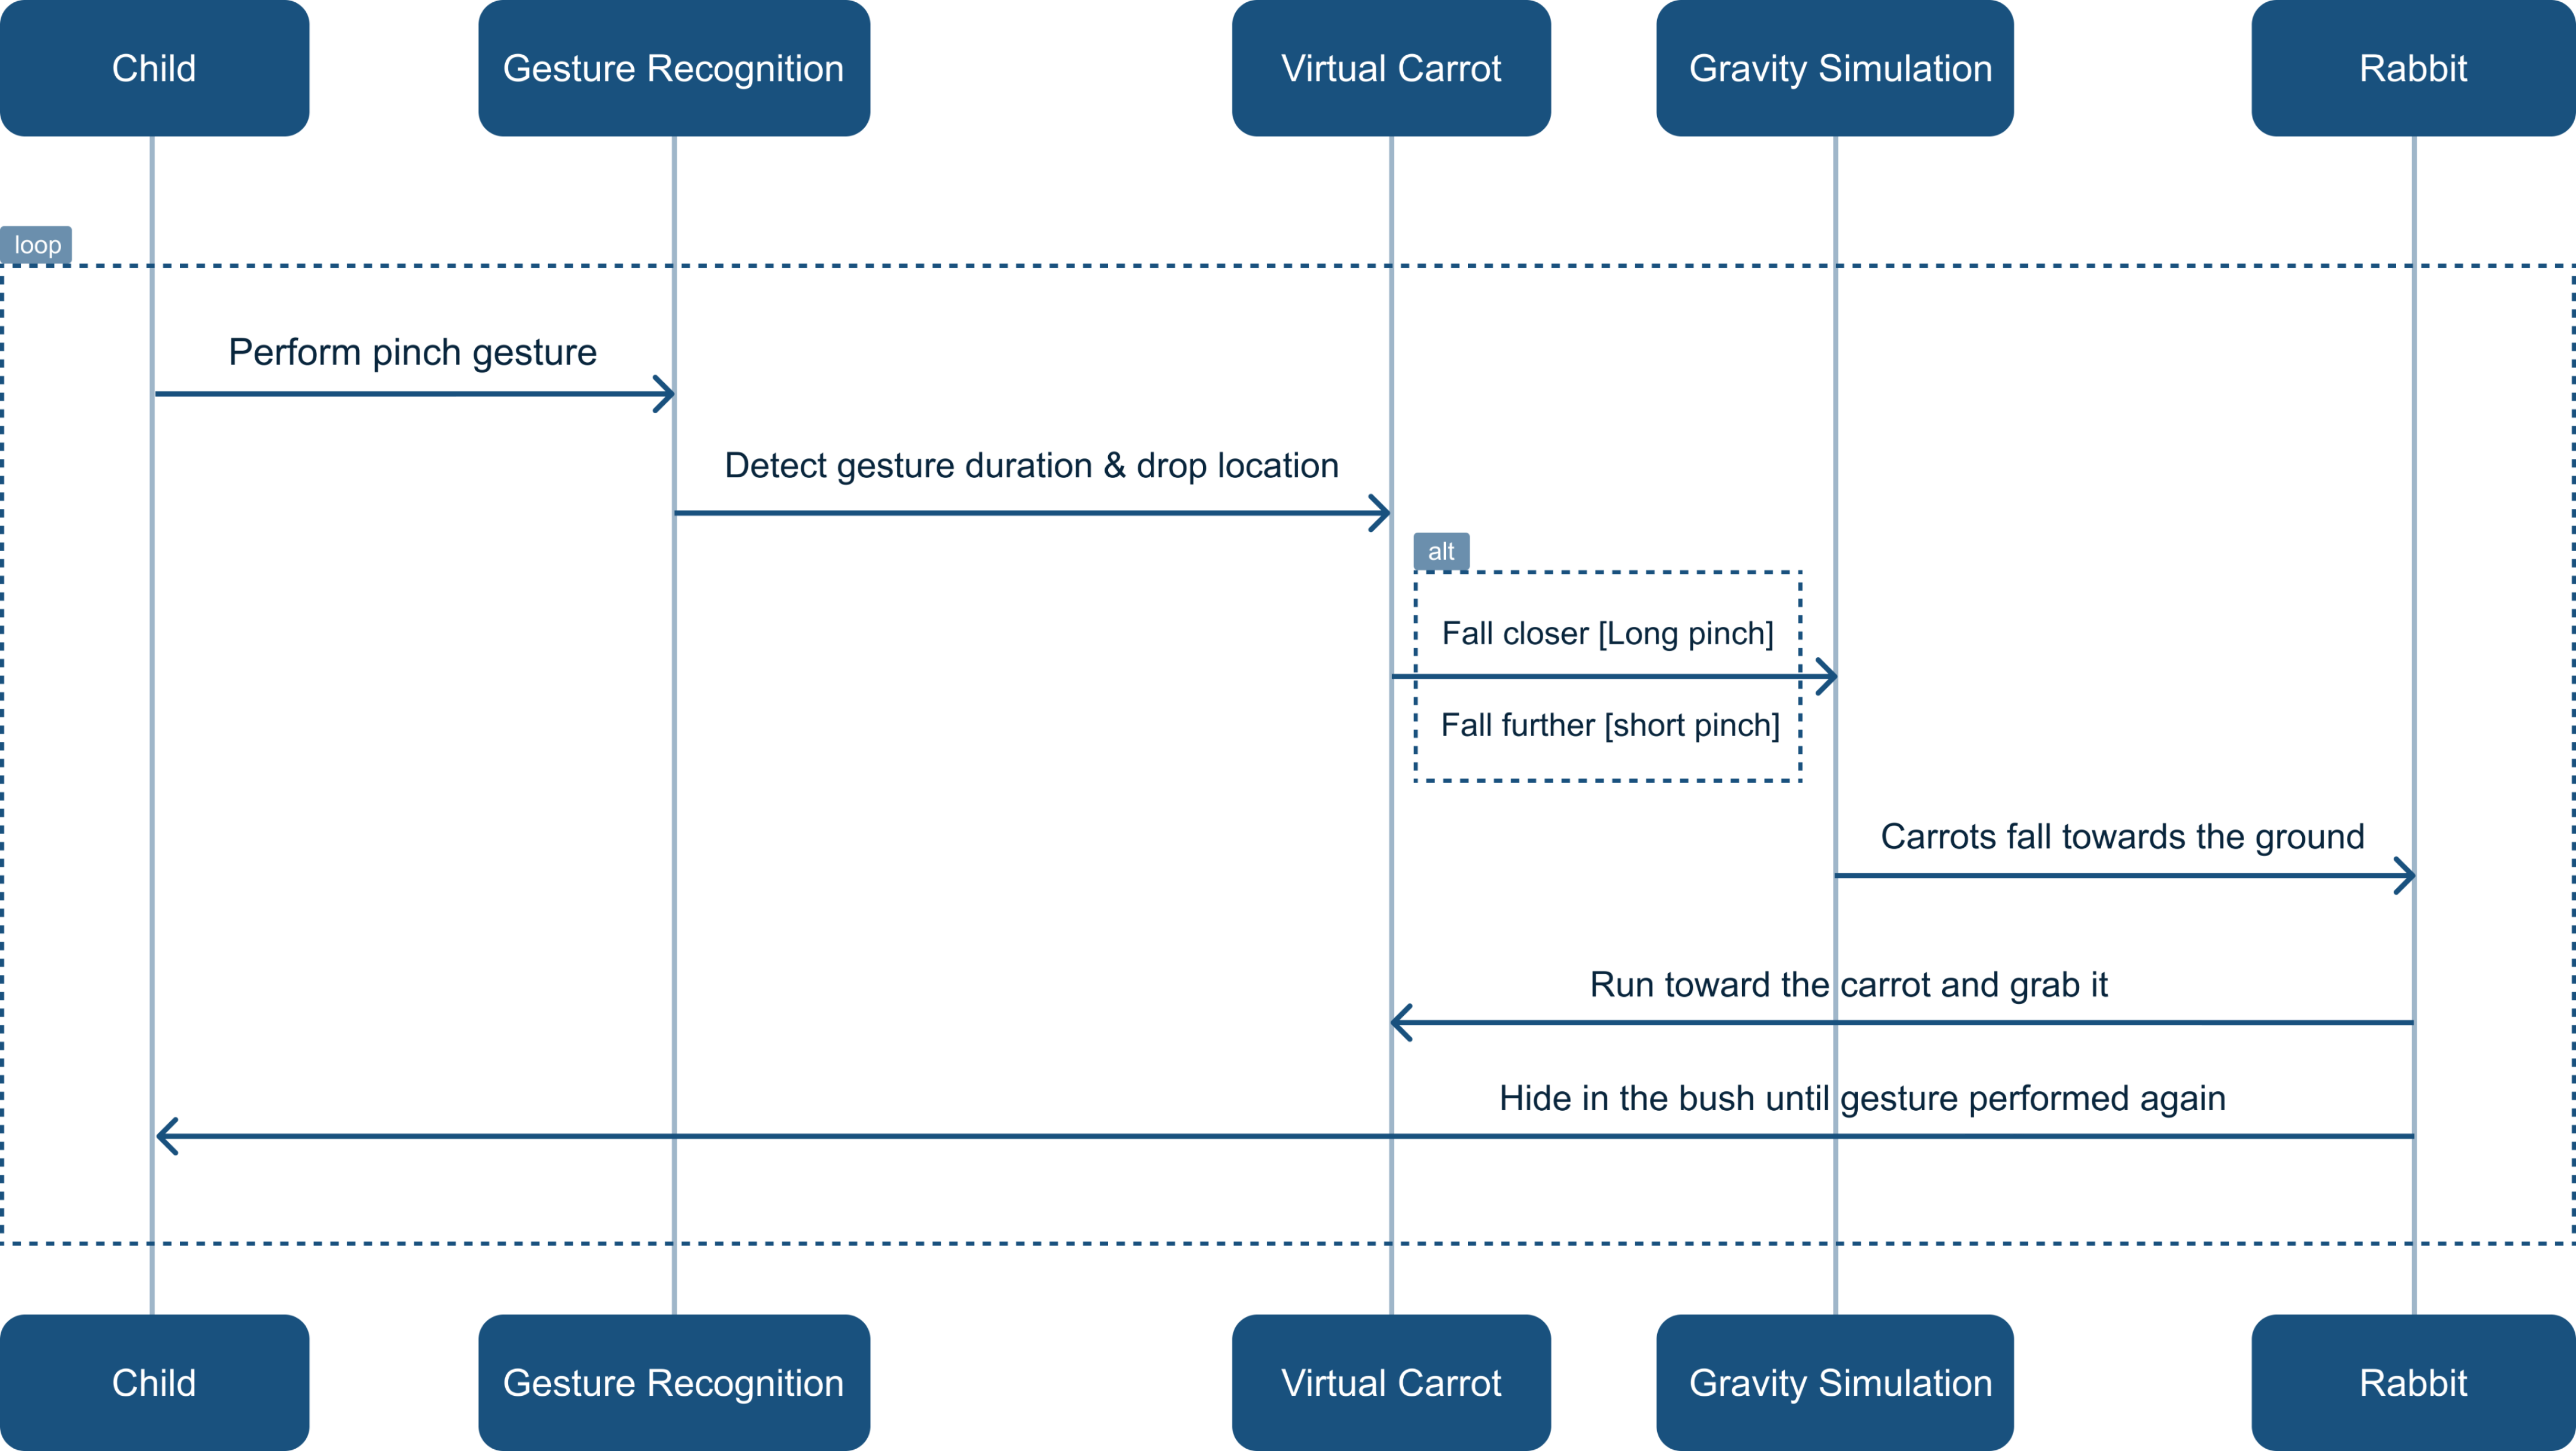 Child
Gesture Recognition
Virtual Carrot
Gravity Simulation
Rabbit
loop
Perform pinch gesture
Detect gesture duration & drop location
alt
Fall closer [Long pinch]
Fall further [short pinch]
Carrots fall towards the ground
Run toward the carrot and grab it
Hide in the bush until gesture performed again
Child
Gesture Recognition
Virtual Carrot
Gravity Simulation
Rabbit